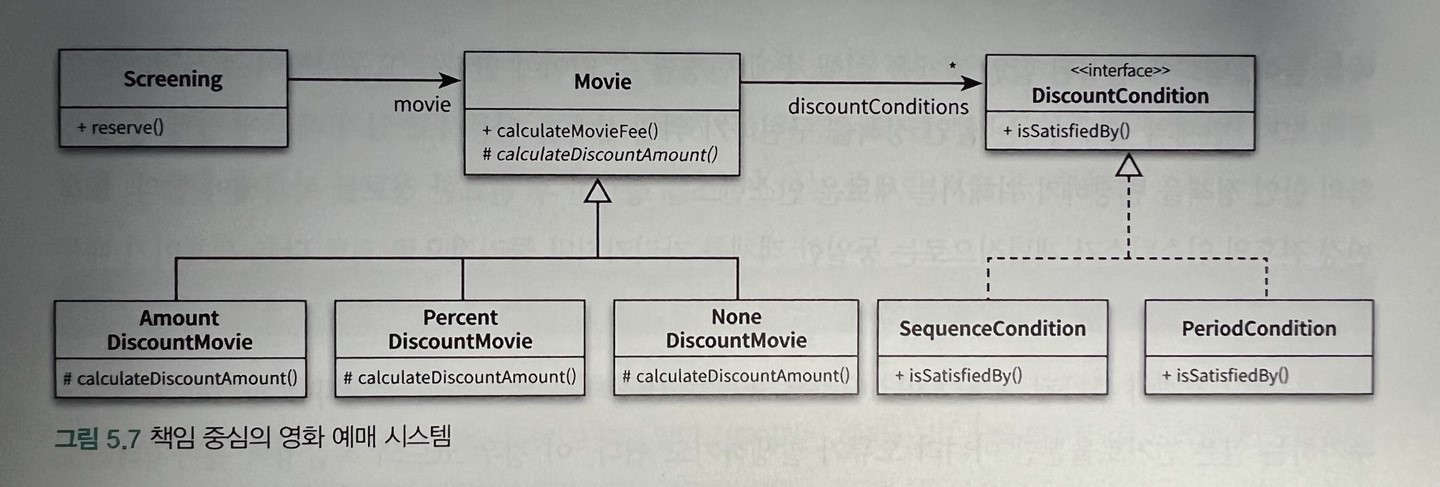 Screening
+ reserve()
movie
Movie
+ calculateMovieFee()
# calculateDiscountAmount()
*
discountConditions
<<interface>>
DiscountCondition
+ isSatisfiedBy()
Amount
DiscountMovie
# calculateDiscountAmount()
Percent
DiscountMovie
# calculateDiscountAmount()
None
DiscountMovie
# calculateDiscountAmount()
SequenceCondition
+ isSatisfiedBy()
PeriodCondition
+ isSatisfiedBy()
그림 5.7 책임 중심의 영화 예매 시스템